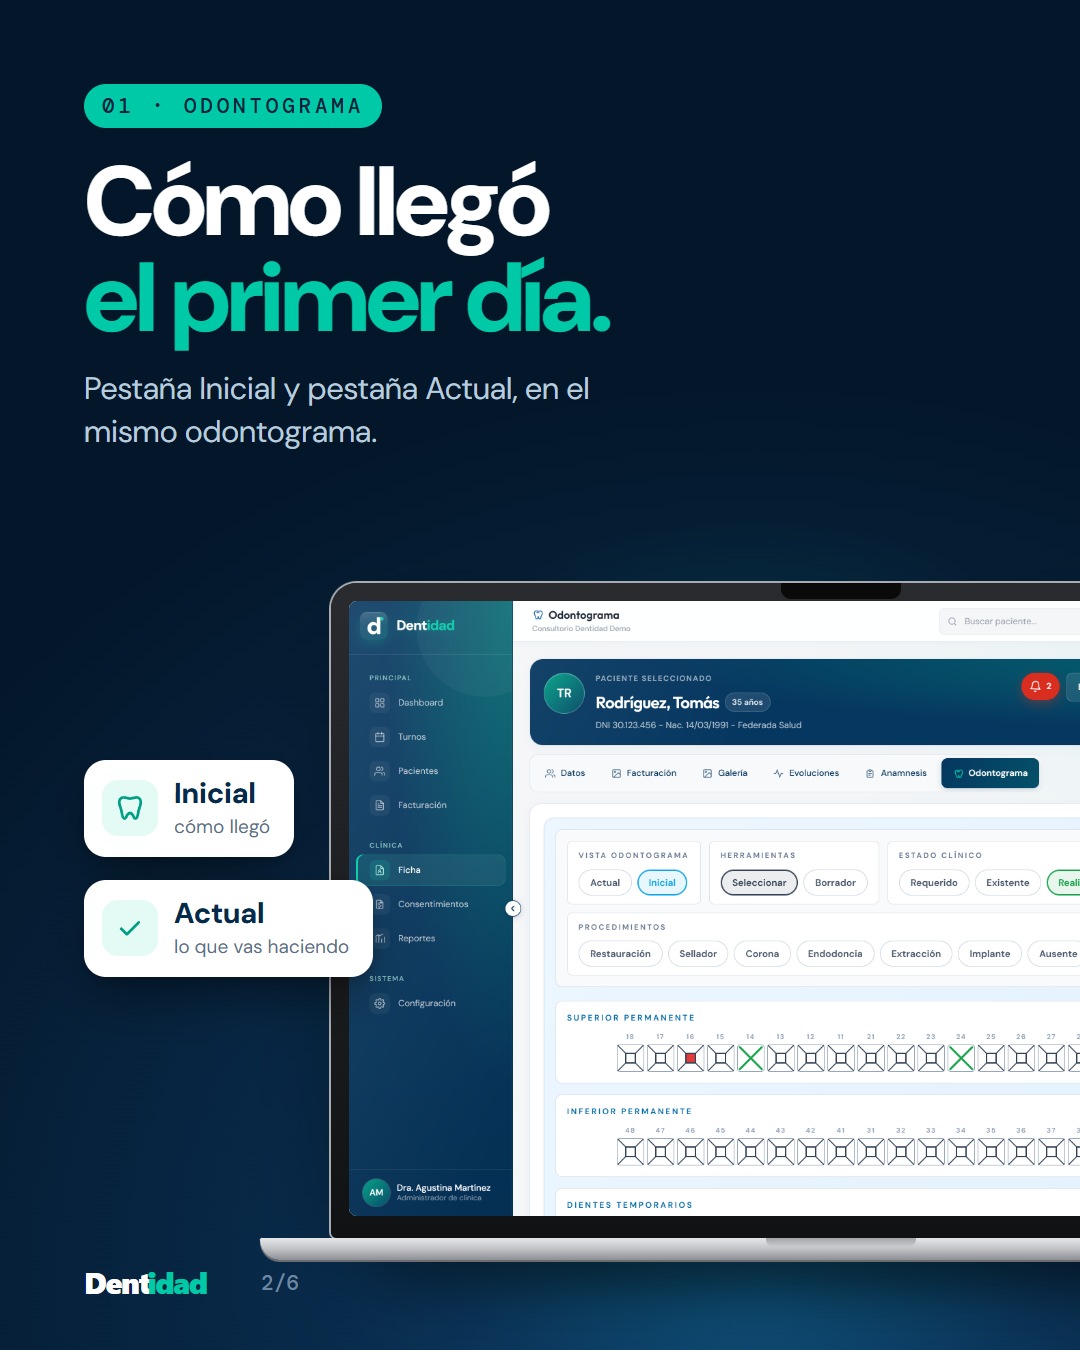 01 · ODONTOGRAMA
Cómo llegó
el primer día.
Pestaña Inicial y pestaña Actual, en el
mismo odontograma.
Inicial
cómo llegó
Actual
lo que vas haciendo
d Dentidad
PRINCIPAL
Dashboard
Turnos
Pacientes
Facturación
CLÍNICA
Ficha
Consentimientos
Reportes
SISTEMA
Configuración
AM Dra. Agustina Martinez
Administrador de clínica
Odontograma
Consultorio Dentidad Demo
Buscar paciente...
TR
PACIENTE SELECCIONADO
Rodríguez, Tomás 35 años
DNI 30.123.456 - Nac. 14/03/1991 - Federada Salud
2
Datos Facturación Galería Evoluciones Anamnesis Odontograma
VISTA ODONTOGRAMA
Actual Inicial
HERRAMIENTAS
Seleccionar Borrador
ESTADO CLÍNICO
Requerido Existente Reali
PROCEDIMIENTOS
Restauración Sellador Corona Endodoncia Extracción Implante Ausente
SUPERIOR PERMANENTE
18 17 16 15 14 13 12 11 21 22 23 24 25 26 27
INFERIOR PERMANENTE
48 47 46 45 44 43 42 41 31 32 33 34 35 36 37
DIENTES TEMPORARIOS
Dentidad 2/6